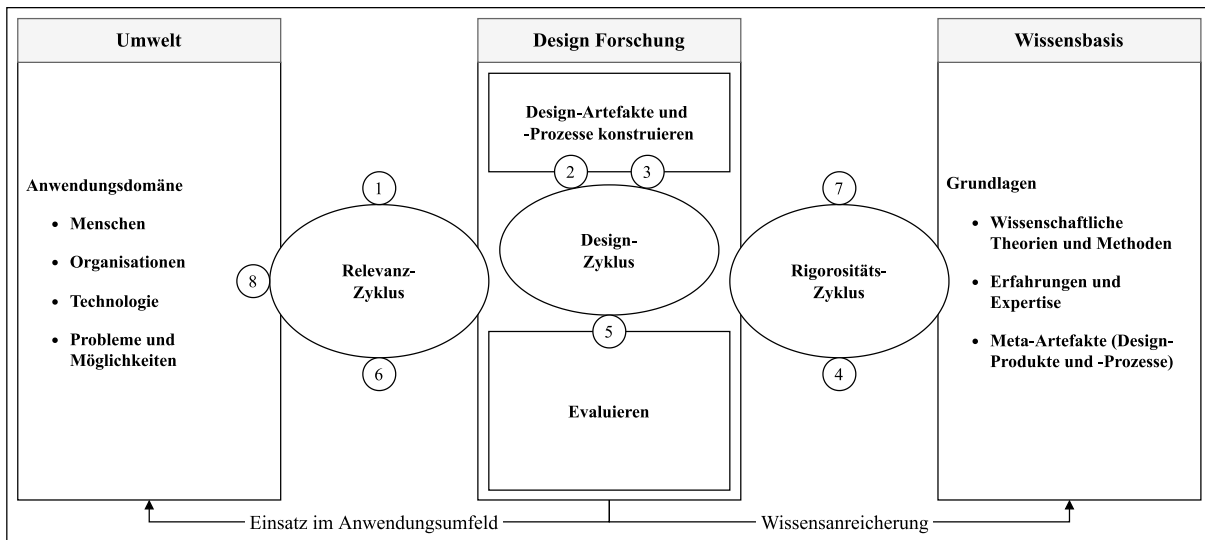 Umwelt
Anwendungsdomäne
• Menschen
• Organisationen
• Technologie
• Probleme und
Möglichkeiten
8
1
Relevanz-
Zyklus
6
Design Forschung
Design-Artefakte und
-Prozesse konstruieren
2
3
Design-
Zyklus
5
Evaluieren
7
Rigorositäts-
Zyklus
4
Wissensbasis
Grundlagen
• Wissenschaftliche
Theorien und Methoden
• Erfahrungen und
Expertise
• Meta-Artefakte (Design-
Produkte und -Prozesse)
Einsatz im Anwendungsumfeld
Wissensanreicherung